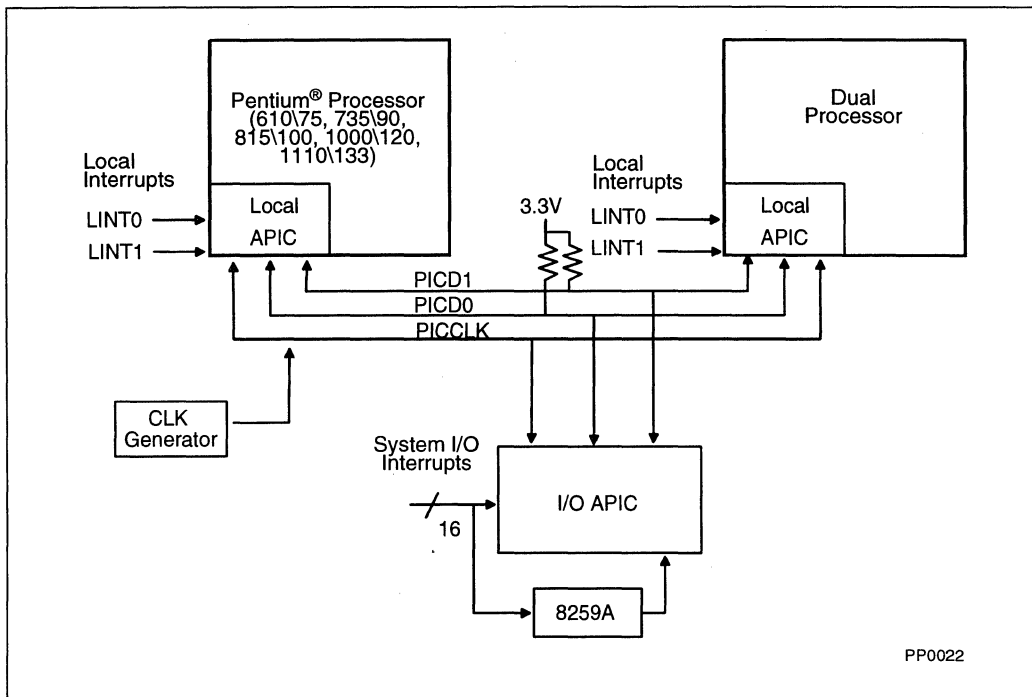 Pentium® Processor
(610\75, 735\90,
815\100, 1000\120,
1110\133)
Local
Interrupts
LINT0
LINT1
Local
APIC
Dual
Processor
Local
Interrupts
LINT0
LINT1
Local
APIC
3.3V
PICD1
PICD0
PICCLK
CLK
Generator
System I/O
Interrupts
16
I/O APIC
8259A
PP0022